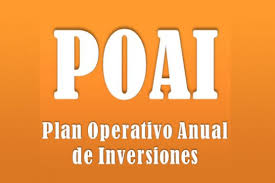 POAI
Plan Operativo Anual
de Inversiones